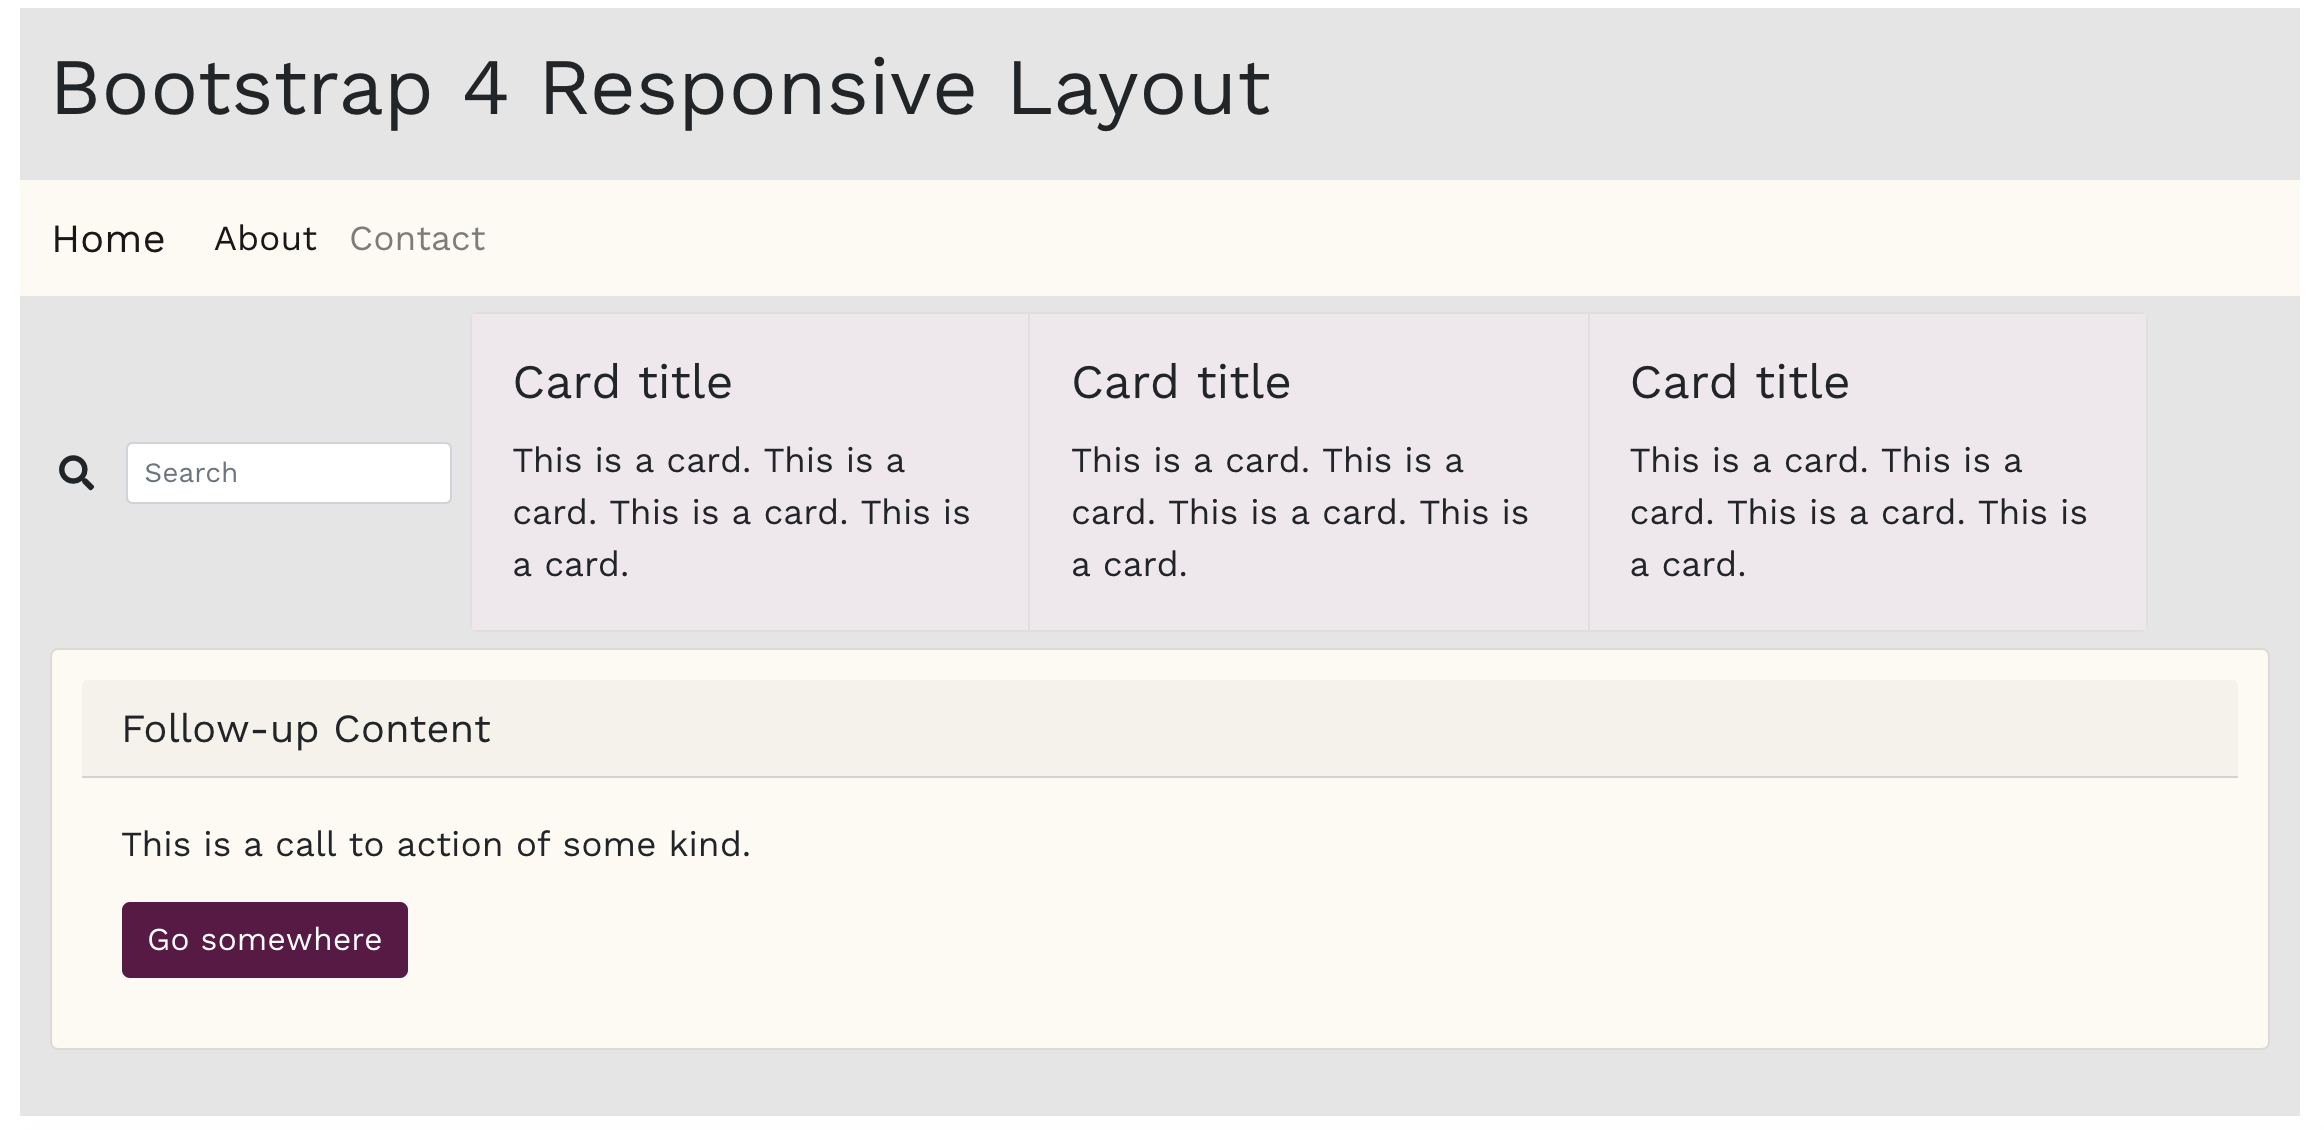 Bootstrap 4 Responsive Layout
Home About Contact
Search
Card title
This is a card. This is a
card. This is a card. This is
a card.
Card title
This is a card. This is a
card. This is a card. This is
a card.
Card title
This is a card. This is a
card. This is a card. This is
a card.
Follow-up Content
This is a call to action of some kind.
Go somewhere